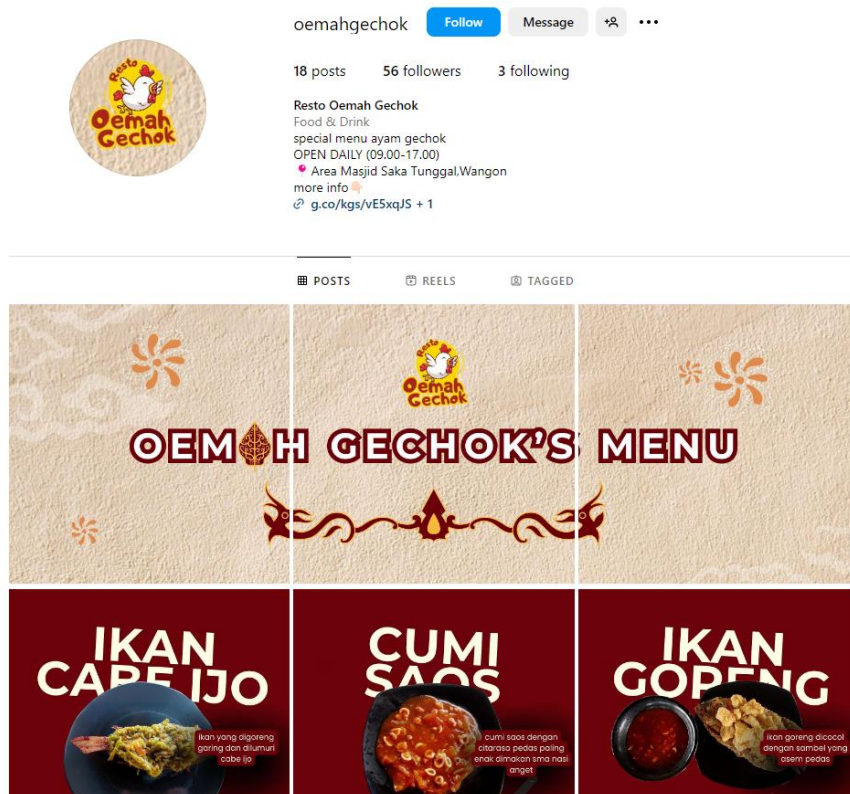 oemahgechok Follow Message
18 posts 56 followers 3 following
Resto Oemah Gechok
Food & Drink
special menu ayam gechok
OPEN DAILY (09.00-17.00)
Area Masjid Saka Tunggal,Wangon
more info
g.co/kgs/vE5xqJS + 1
Resto
Oemah
Gechok
POSTS REELS TAGGED
Resto
Oemah
Gechok
OEMAH GECHOK'S MENU
IKAN
CABE IJO
ikan yang digoreng
garing dan dilumuri
cabe ijo
CUMI
SAOS
cumi saos dengan
citarasa pedas paling
enak dimakan sma nasi
anget
IKAN
GORENG
ikan goreng dicocol
dengan sambel yang
asem pedas